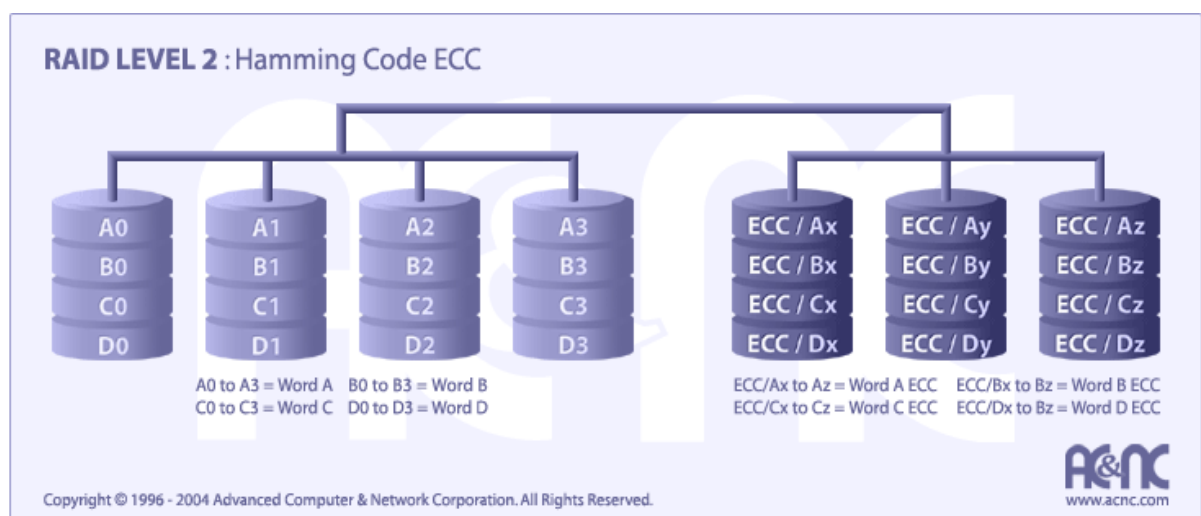 RAID LEVEL 2 : Hamming Code ECC
A0 A1 A2 A3 ECC / Ax ECC / Ay ECC / Az
B0 B1 B2 B3 ECC / Bx ECC / By ECC / Bz
C0 C1 C2 C3 ECC / Cx ECC / Cy ECC / Cz
D0 D1 D2 D3 ECC / Dx ECC / Dy ECC / Dz
A0 to A3 = Word A B0 to B3 = Word B ECC/Ax to Az = Word A ECC ECC/Bx to Bz = Word B ECC
C0 to C3 = Word C D0 to D3 = Word D ECC/Cx to Cz = Word C ECC ECC/Dx to Bz = Word D ECC
AC&NC
Copyright © 1996 - 2004 Advanced Computer & Network Corporation. All Rights Reserved. www.acnc.com